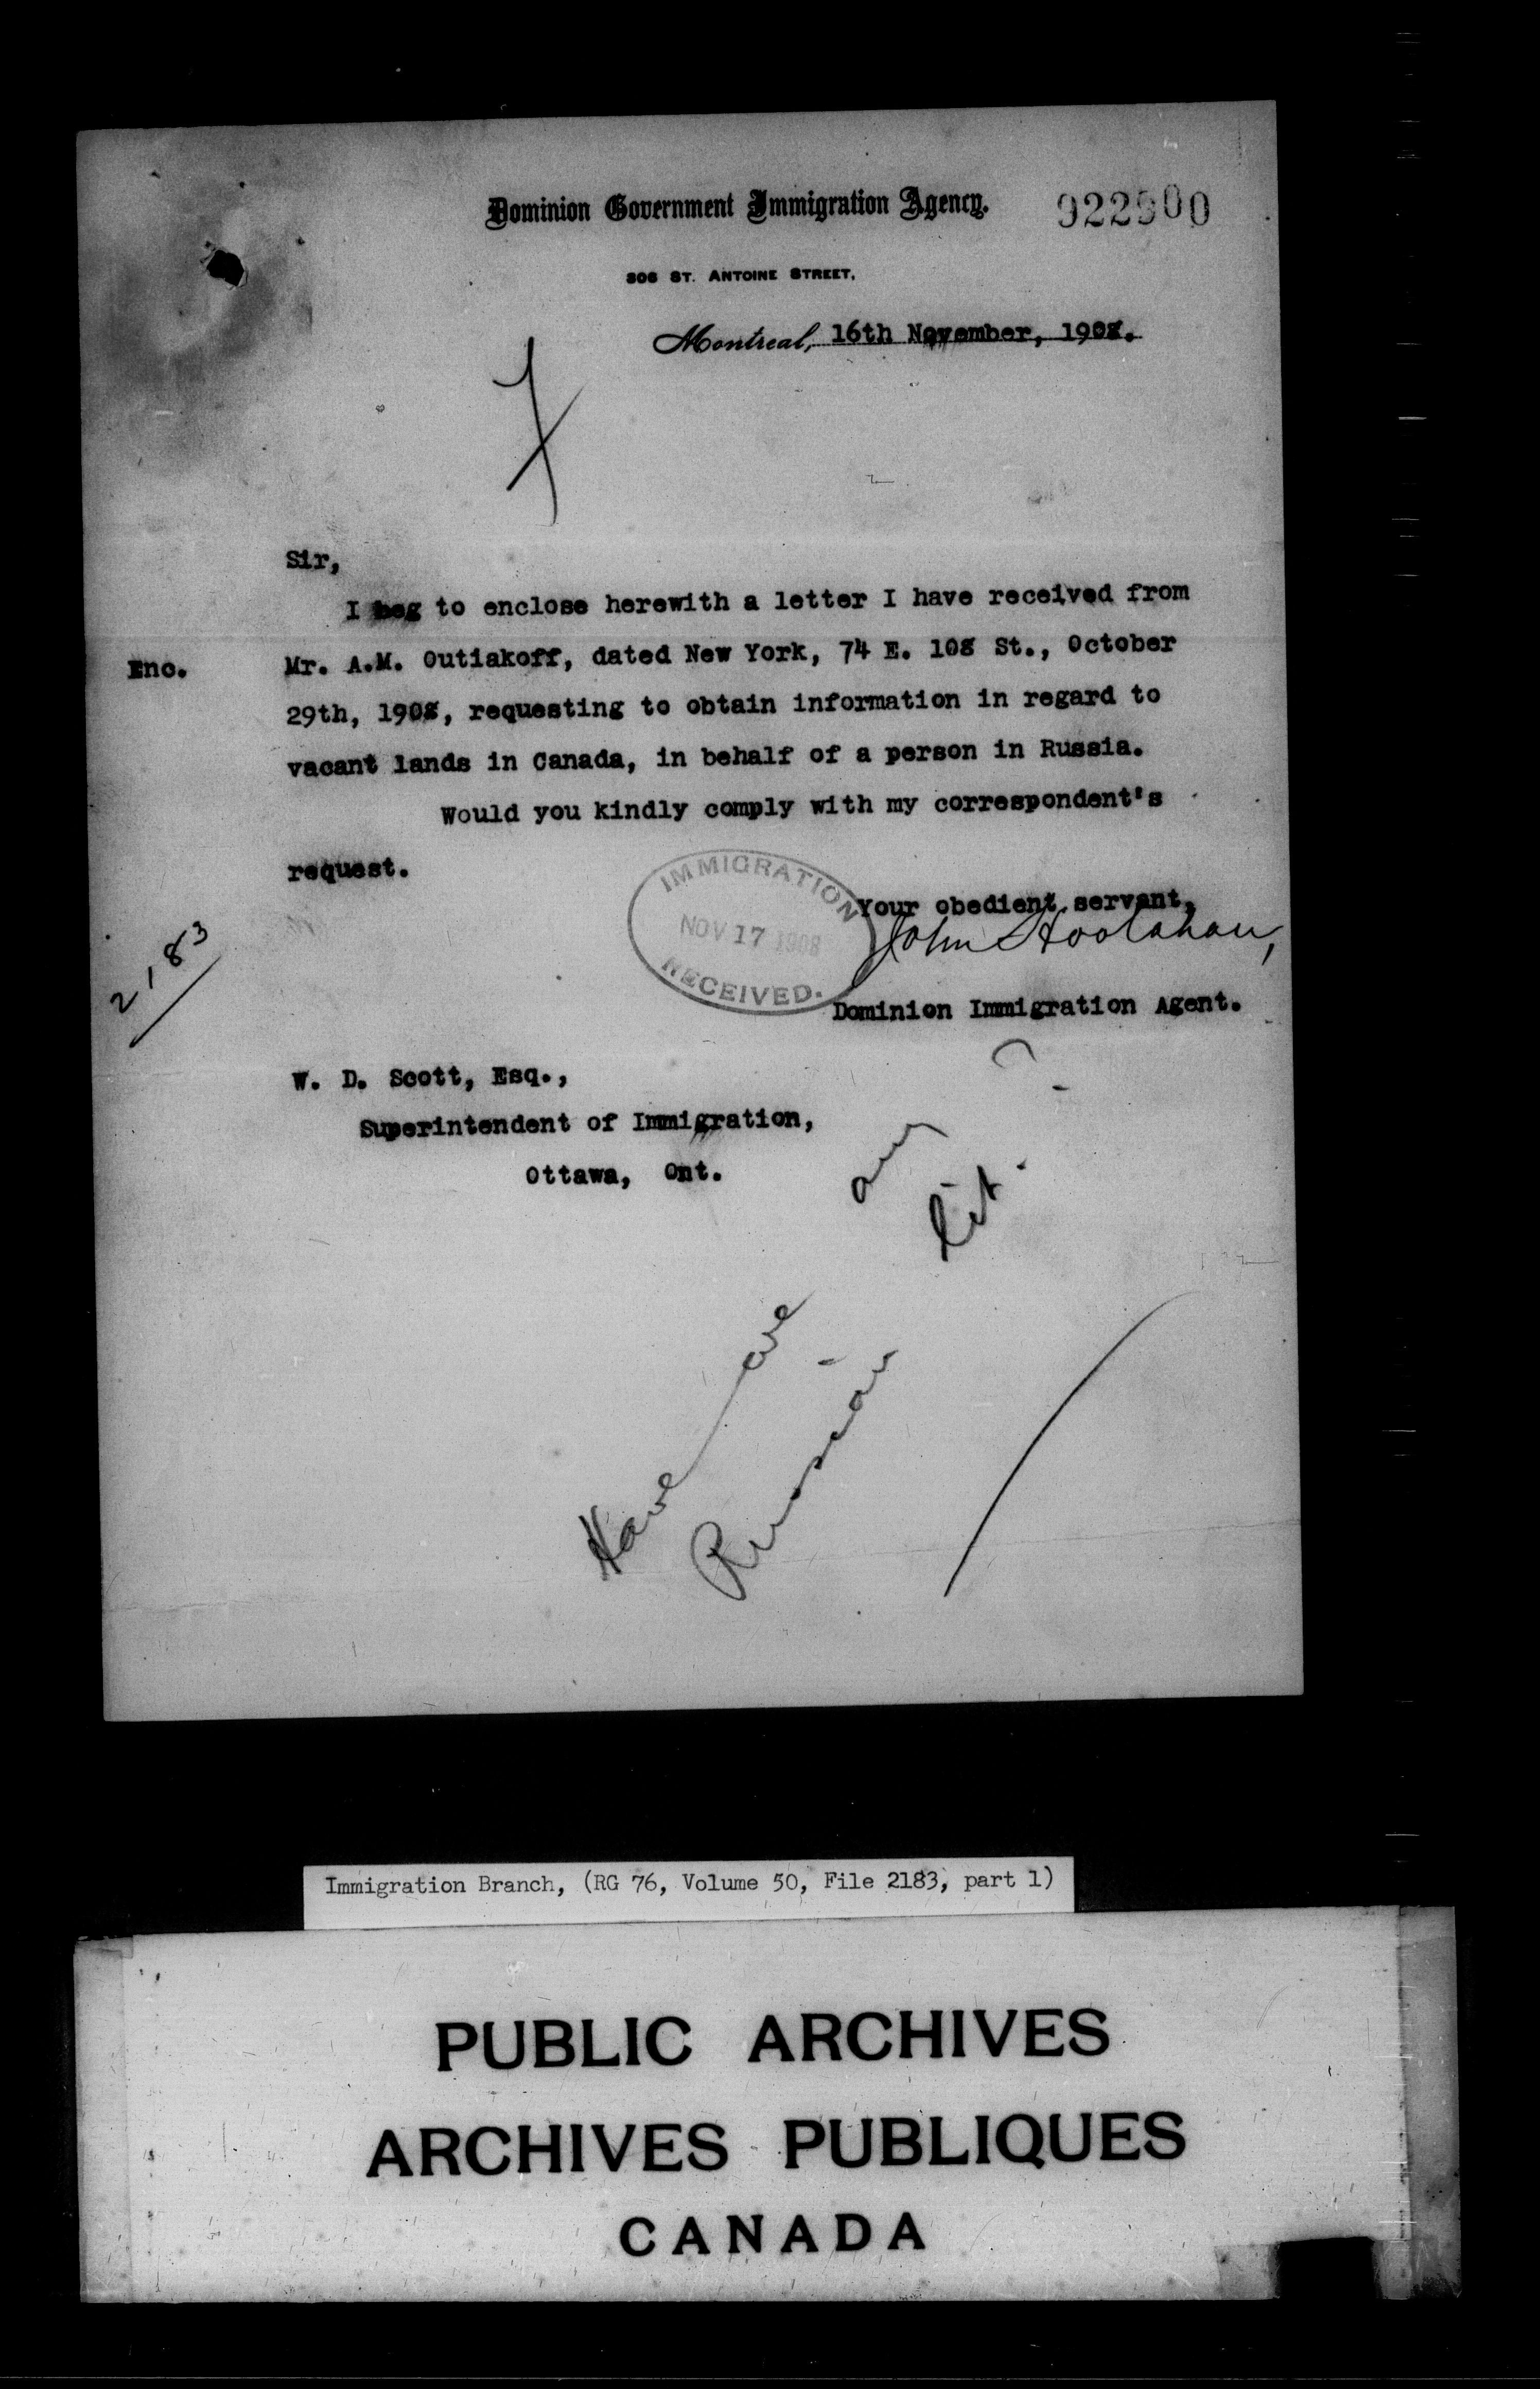 Dominion Government Immigration Agency.
922900
306 ST. ANTOINE STREET,
Montreal, 16th November, 1908.
Sir,
I beg to enclose herewith a letter I have received from
Enc.
Mr. A.M. Outiakoff, dated New York, 74 E. 108 St., October
29th, 1908, requesting to obtain information in regard to
vacant lands in Canada, in behalf of a person in Russia.
Would you kindly comply with my correspondent's
request.
IMMIGRATION
NOV 17 1908
RECEIVED.
Your obedient servant,
John Hoolahan,
2183
Dominion Immigration Agent.
W. D. Scott, Esq.,
Superintendent of Immigration,
Ottawa, Ont.
Have we any
Russian lit. ?
Immigration Branch, (RG 76, Volume 50, File 2183, part 1)
PUBLIC ARCHIVES
ARCHIVES PUBLIQUES
CANADA